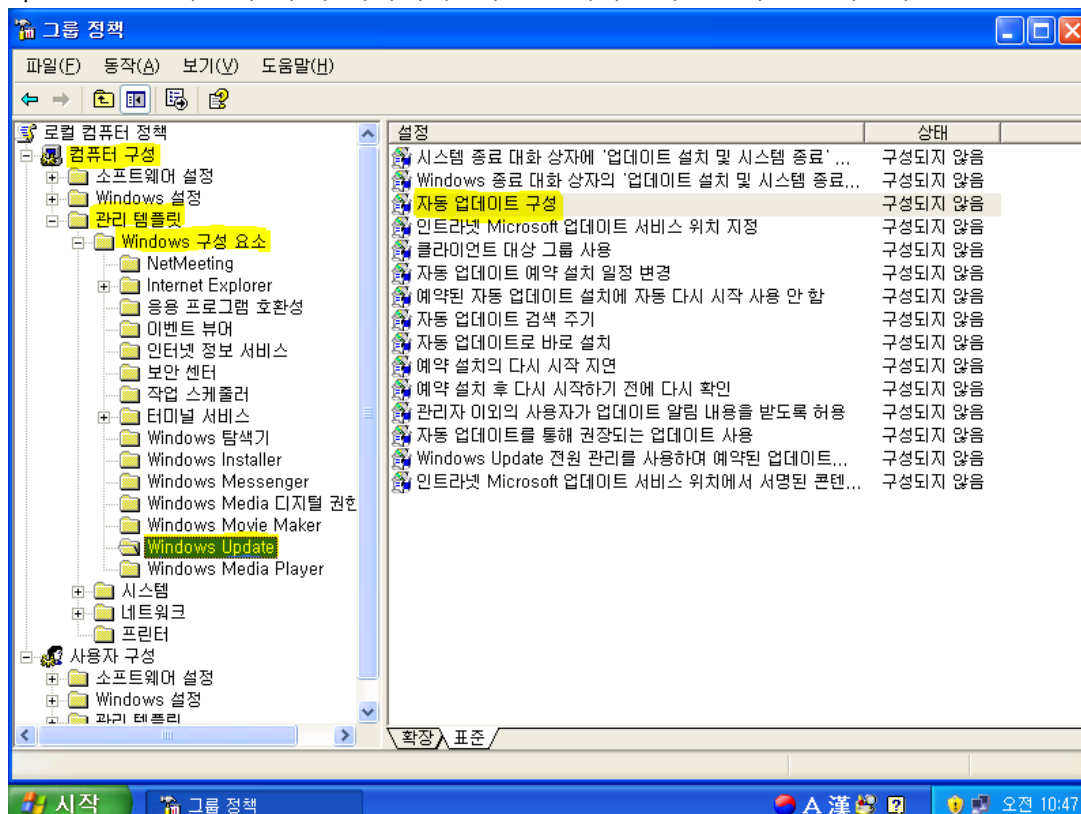 그룹 정책
파일(F) 동작(A) 보기(V) 도움말(H)
로컬 컴퓨터 정책
컴퓨터 구성
소프트웨어 설정
Windows 설정
관리 템플릿
Windows 구성 요소
NetMeeting
Internet Explorer
응용 프로그램 호환성
이벤트 뷰어
인터넷 정보 서비스
보안 센터
작업 스케줄러
터미널 서비스
Windows 탐색기
Windows Installer
Windows Messenger
Windows Media 디지털 권한
Windows Movie Maker
Windows Update
Windows Media Player
시스템
네트워크
프린터
사용자 구성
소프트웨어 설정
Windows 설정
관리 템플릿
설정 상태
시스템 종료 대화 상자에 '업데이트 설치 및 시스템 종료' ... 구성되지 않음
Windows 종료 대화 상자의 '업데이트 설치 및 시스템 종료... 구성되지 않음
자동 업데이트 구성 구성되지 않음
인트라넷 Microsoft 업데이트 서비스 위치 지정 구성되지 않음
클라이언트 대상 그룹 사용 구성되지 않음
자동 업데이트 예약 설치 일정 변경 구성되지 않음
예약된 자동 업데이트 설치에 자동 다시 시작 사용 안 함 구성되지 않음
자동 업데이트 검색 주기 구성되지 않음
자동 업데이트로 바로 설치 구성되지 않음
예약 설치의 다시 시작 지연 구성되지 않음
예약 설치 후 다시 시작하기 전에 다시 확인 구성되지 않음
관리자 이외의 사용자가 업데이트 알림 내용을 받도록 허용 구성되지 않음
자동 업데이트를 통해 권장되는 업데이트 사용 구성되지 않음
Windows Update 전원 관리를 사용하여 예약된 업데이트... 구성되지 않음
인트라넷 Microsoft 업데이트 서비스 위치에서 서명된 콘텐... 구성되지 않음
확장 표준
시작 그룹 정책 A 漢 오전 10:47